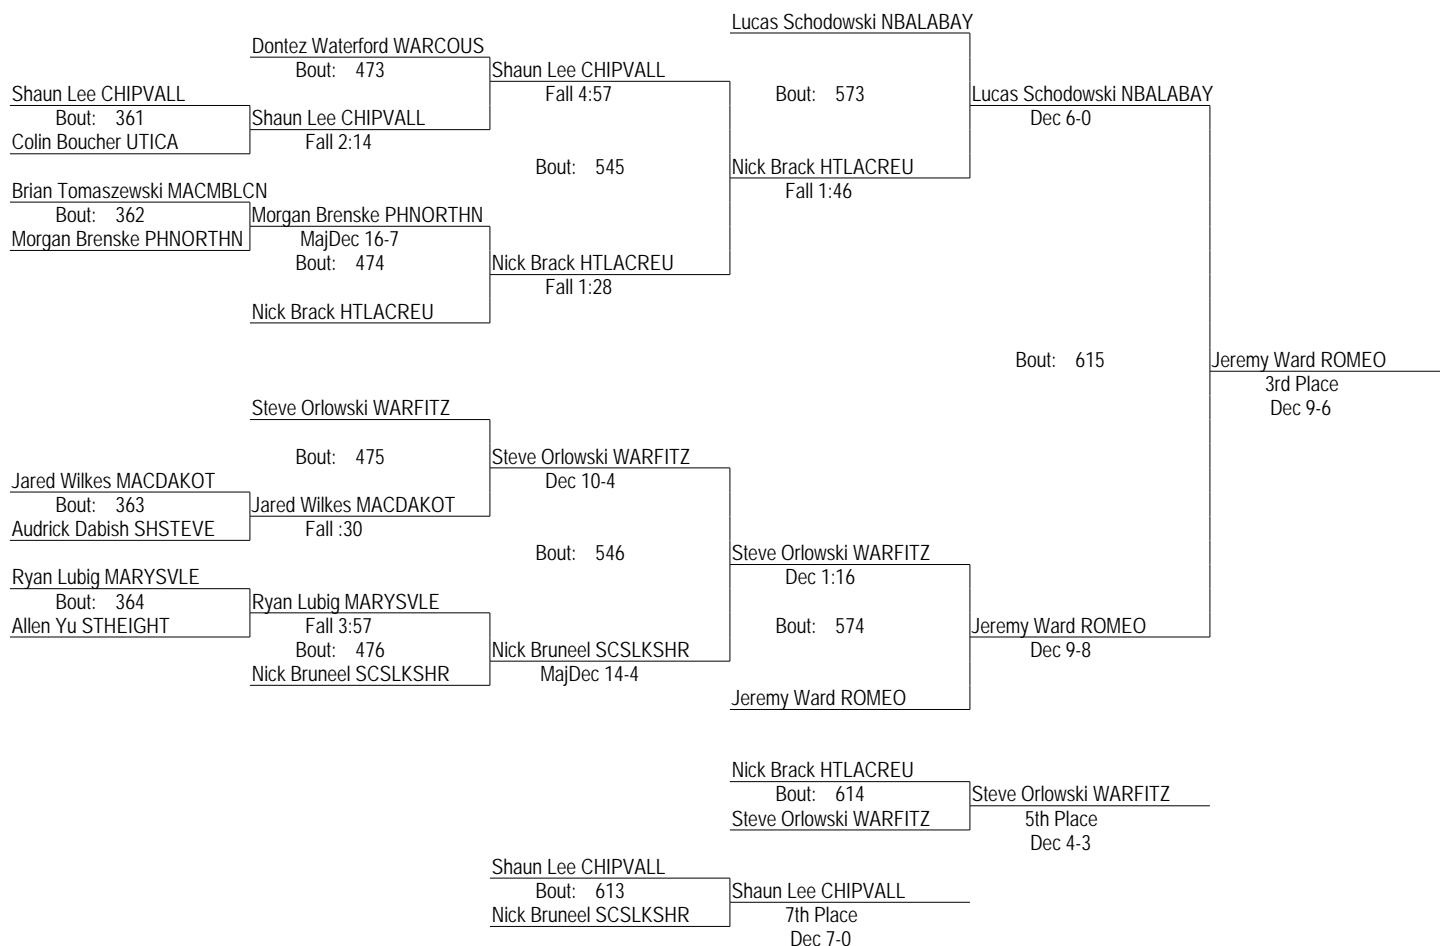 Lucas Schodowski NBALABAY
Dontez Waterford WARCOUS
Bout: 473
Shaun Lee CHIPVALL
Fall 4:57
Bout: 573
Lucas Schodowski NBALABAY
Dec 6-0
Shaun Lee CHIPVALL
Bout: 361
Colin Boucher UTICA
Shaun Lee CHIPVALL
Fall 2:14
Bout: 545
Nick Brack HTLACREU
Fall 1:46
Brian Tomaszewski MACMBLCN
Bout: 362
Morgan Brenske PHNORTHN
Morgan Brenske PHNORTHN
MajDec 16-7
Bout: 474
Nick Brack HTLACREU
Fall 1:28
Nick Brack HTLACREU
Bout: 615
Jeremy Ward ROMEO
3rd Place
Dec 9-6
Steve Orlowski WARFITZ
Bout: 475
Steve Orlowski WARFITZ
Dec 10-4
Jared Wilkes MACDAKOT
Bout: 363
Audrick Dabish SHSTEVE
Jared Wilkes MACDAKOT
Fall :30
Bout: 546
Steve Orlowski WARFITZ
Dec 1:16
Ryan Lubig MARYSVLE
Bout: 364
Allen Yu STHEIGHT
Ryan Lubig MARYSVLE
Fall 3:57
Bout: 476
Nick Bruneel SCSLKSHR
Nick Bruneel SCSLKSHR
MajDec 14-4
Bout: 574
Jeremy Ward ROMEO
Dec 9-8
Jeremy Ward ROMEO
Nick Brack HTLACREU
Bout: 614
Steve Orlowski WARFITZ
Steve Orlowski WARFITZ
5th Place
Dec 4-3
Shaun Lee CHIPVALL
Bout: 613
Nick Bruneel SCSLKSHR
Shaun Lee CHIPVALL
7th Place
Dec 7-0